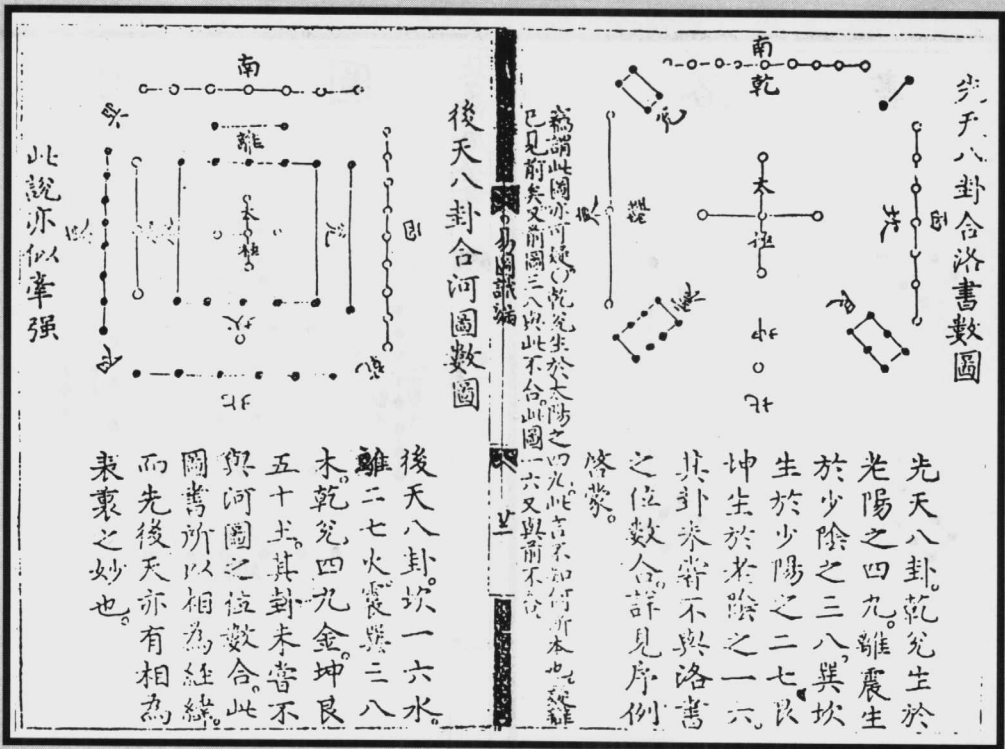 先天八卦合洛書數圖
南
乾
太
極
坤
北
先天八卦。乾兌生於
老陽之四九。離震生
於少陰之三八。巽坎
生於少陽之二七。艮
坤生於老陰之一六。
其卦未嘗不與洛書
之位數合。詳見序例
啓蒙。
竊謂此圖亦可疑○乾兌生於太陽之四九此言不知何所本也
已見前矣又前圖三八與此不合此圖一六又與前不合
易圖識漏
後天八卦合河圖數圖
南
離
太
極
坎
北
乾
此說亦似牽强
後天八卦。坎一六水。
離二七火。震巽三八
木。乾兌四九金。坤艮
五十土。其卦未嘗不
與河圖之位數合。此
圖書所以相為經緯。
而先後天亦有相為
表裏之妙也。